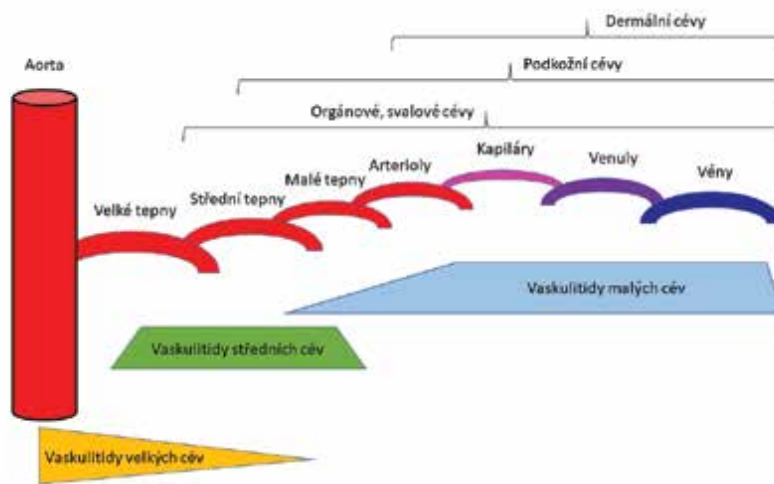 Dermální cévy
Podkožní cévy
Aorta
Orgánové, svalové cévy
Velké tepny
Střední tepny
Malé tepny
Arterioly
Kapiláry
Venuly
Vény
Vaskulitidy malých cév
Vaskulitidy středních cév
Vaskulitidy velkých cév